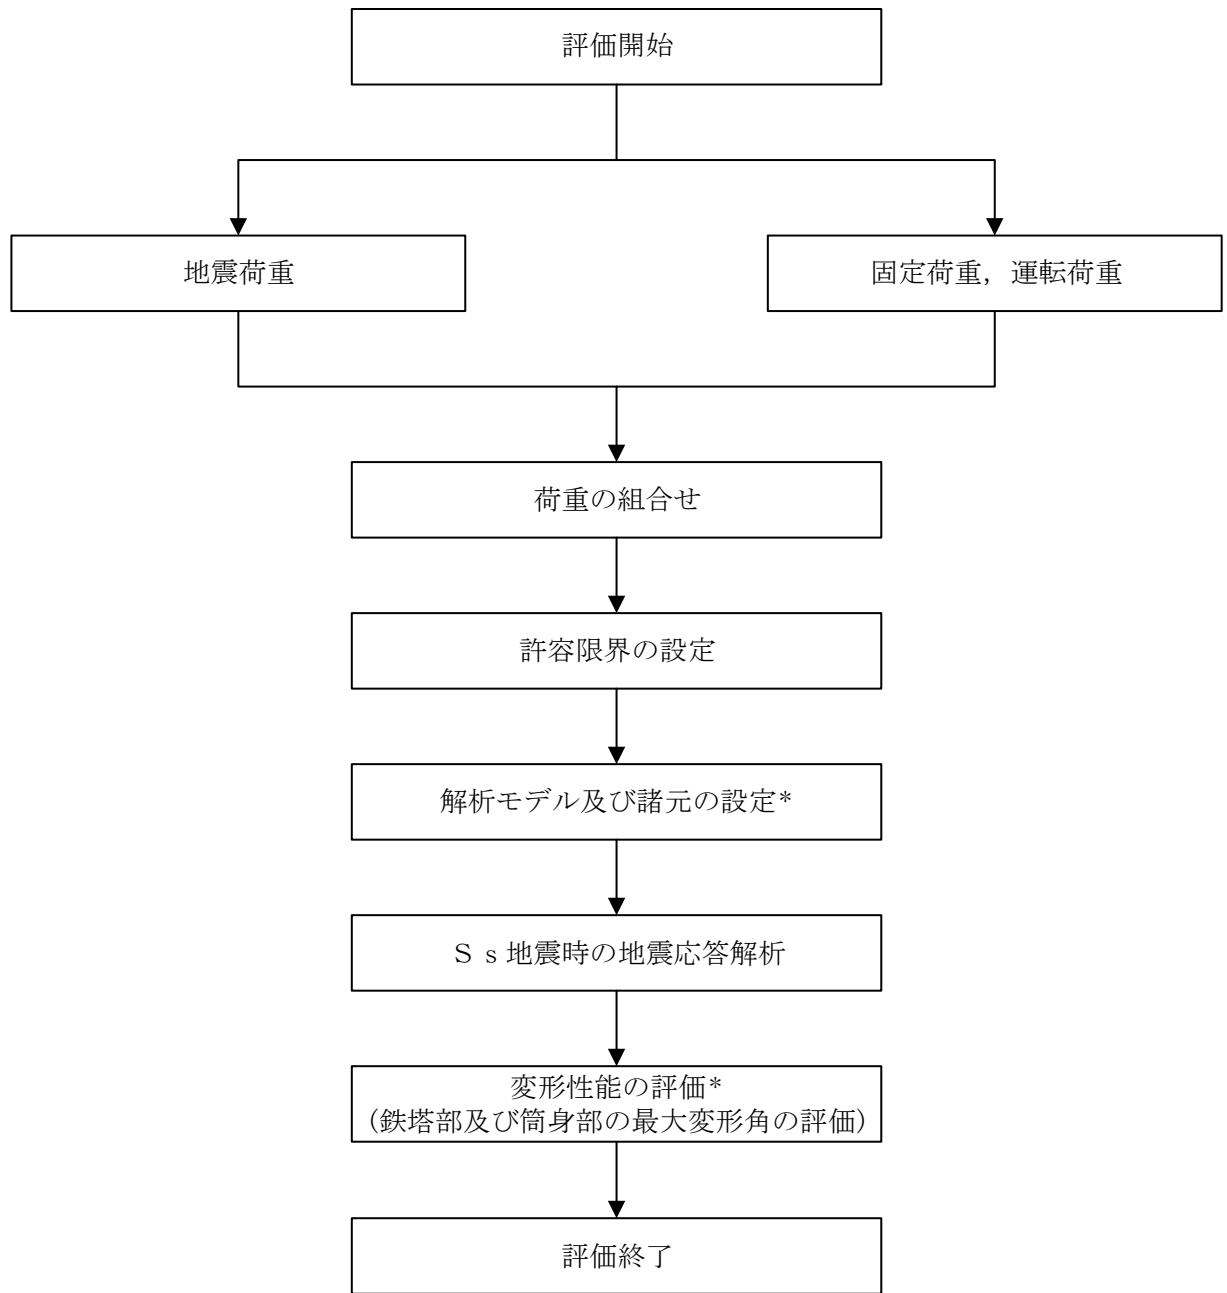 評価開始
地震荷重
固定荷重，運転荷重
荷重の組合せ
許容限界の設定
解析モデル及び諸元の設定*
Ｓｓ地震時の地震応答解析
変形性能の評価*
(鉄塔部及び筒身部の最大変形角の評価)
評価終了